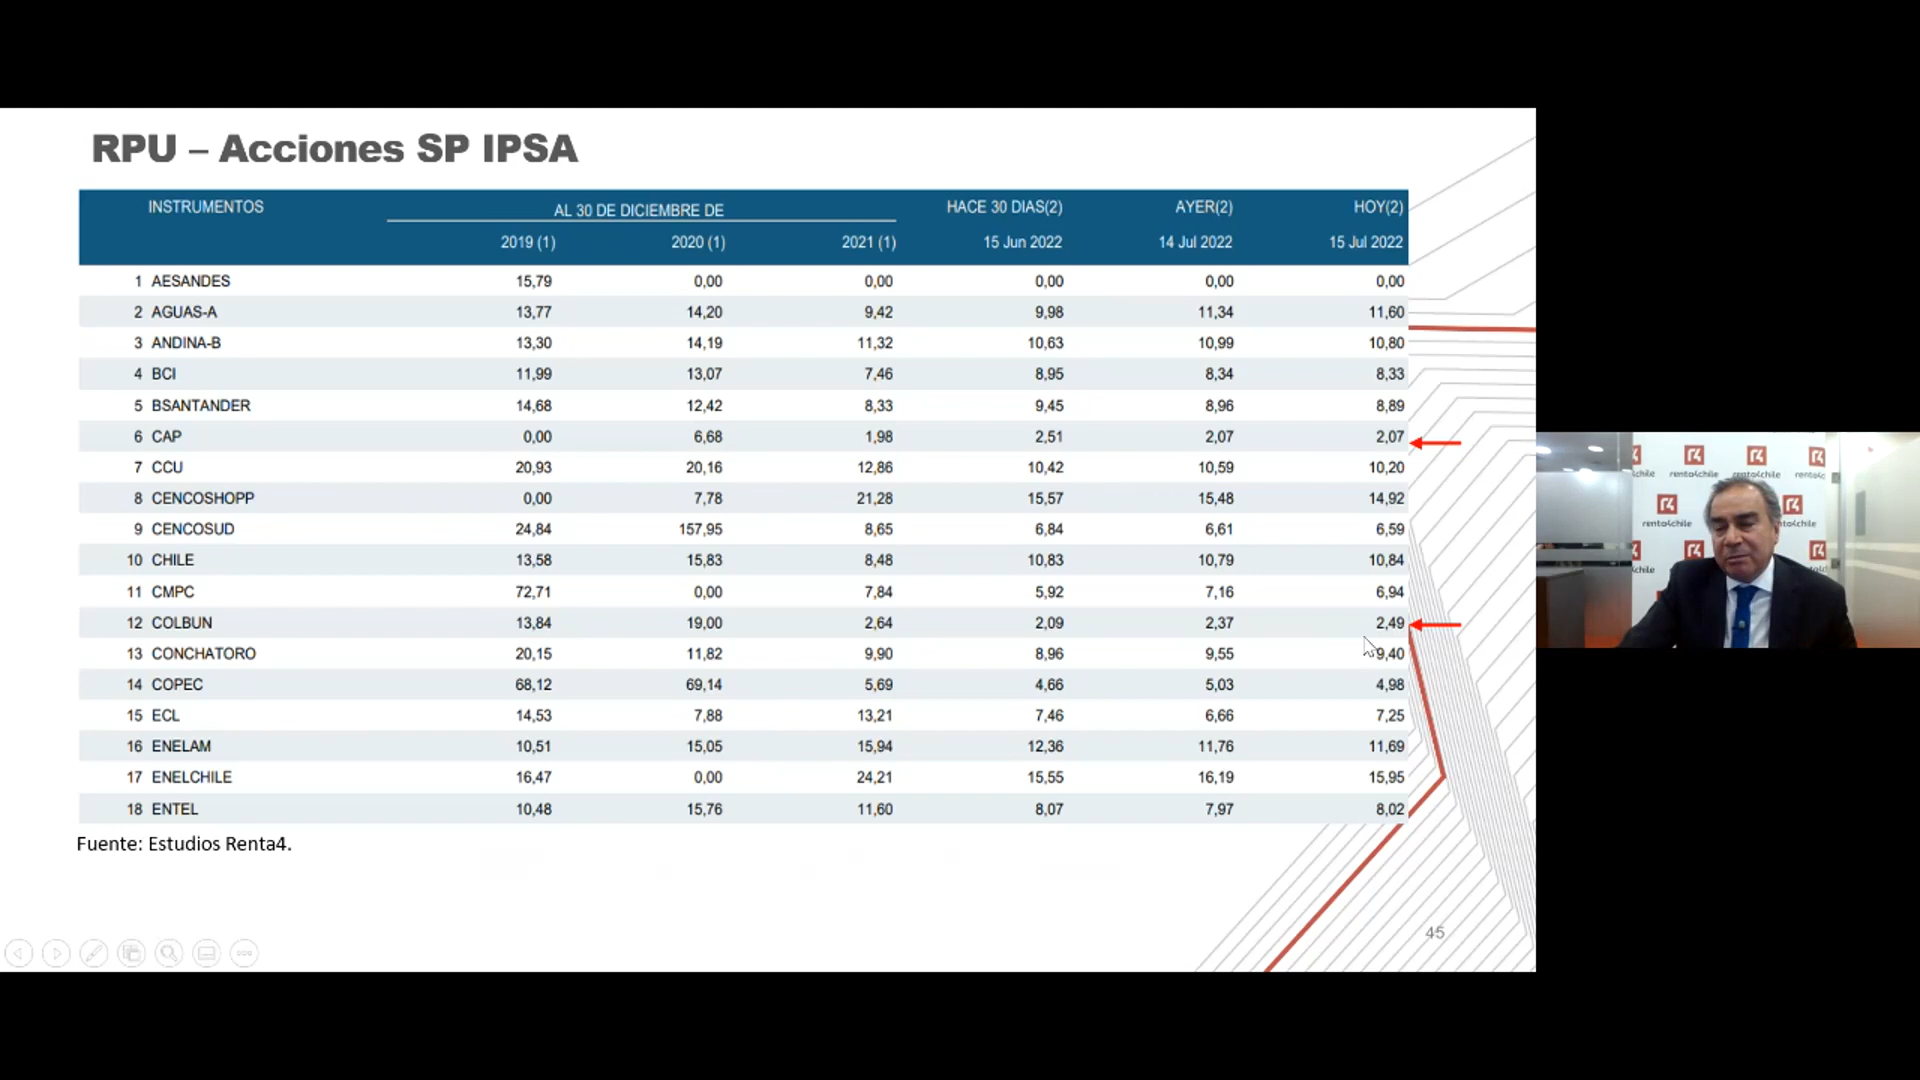 RPU – Acciones SP IPSA
INSTRUMENTOS AL 30 DE DICIEMBRE DE HACE 30 DIAS(2) AYER(2) HOY(2)
2019 (1) 2020 (1) 2021 (1) 15 Jun 2022 14 Jul 2022 15 Jul 2022
1 AESANDES 15,79 0,00 0,00 0,00 0,00 0,00
2 AGUAS-A 13,77 14,20 9,42 9,98 11,34 11,60
3 ANDINA-B 13,30 14,19 11,32 10,63 10,99 10,80
4 BCI 11,99 13,07 7,46 8,95 8,34 8,33
5 BSANTANDER 14,68 12,42 8,33 9,45 8,96 8,89
6 CAP 0,00 6,68 1,98 2,51 2,07 2,07
7 CCU 20,93 20,16 12,86 10,42 10,59 10,20
8 CENCOSHOPP 0,00 7,78 21,28 15,57 15,48 14,92
9 CENCOSUD 24,84 157,95 8,65 6,84 6,61 6,59
10 CHILE 13,58 15,83 8,48 10,83 10,79 10,84
11 CMPC 72,71 0,00 7,84 5,92 7,16 6,94
12 COLBUN 13,84 19,00 2,64 2,09 2,37 2,49
13 CONCHATORO 20,15 11,82 9,90 8,96 9,55 9,40
14 COPEC 68,12 69,14 5,69 4,66 5,03 4,98
15 ECL 14,53 7,88 13,21 7,46 6,66 7,25
16 ENELAM 10,51 15,05 15,94 12,36 11,76 11,69
17 ENELCHILE 16,47 0,00 24,21 15,55 16,19 15,95
18 ENTEL 10,48 15,76 11,60 8,07 7,97 8,02
Fuente: Estudios Renta4.
45
renta4chile renta4chile
renta4chile